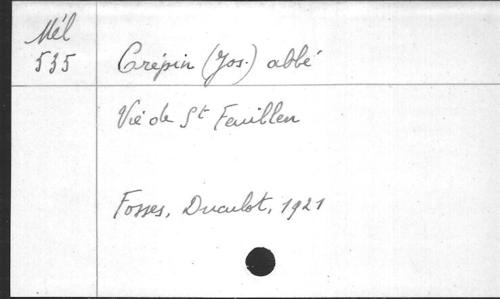 Mél
535
Crépin (Jos.) abbé
Vie de St Feuillen
Fosses, Duculot, 1921